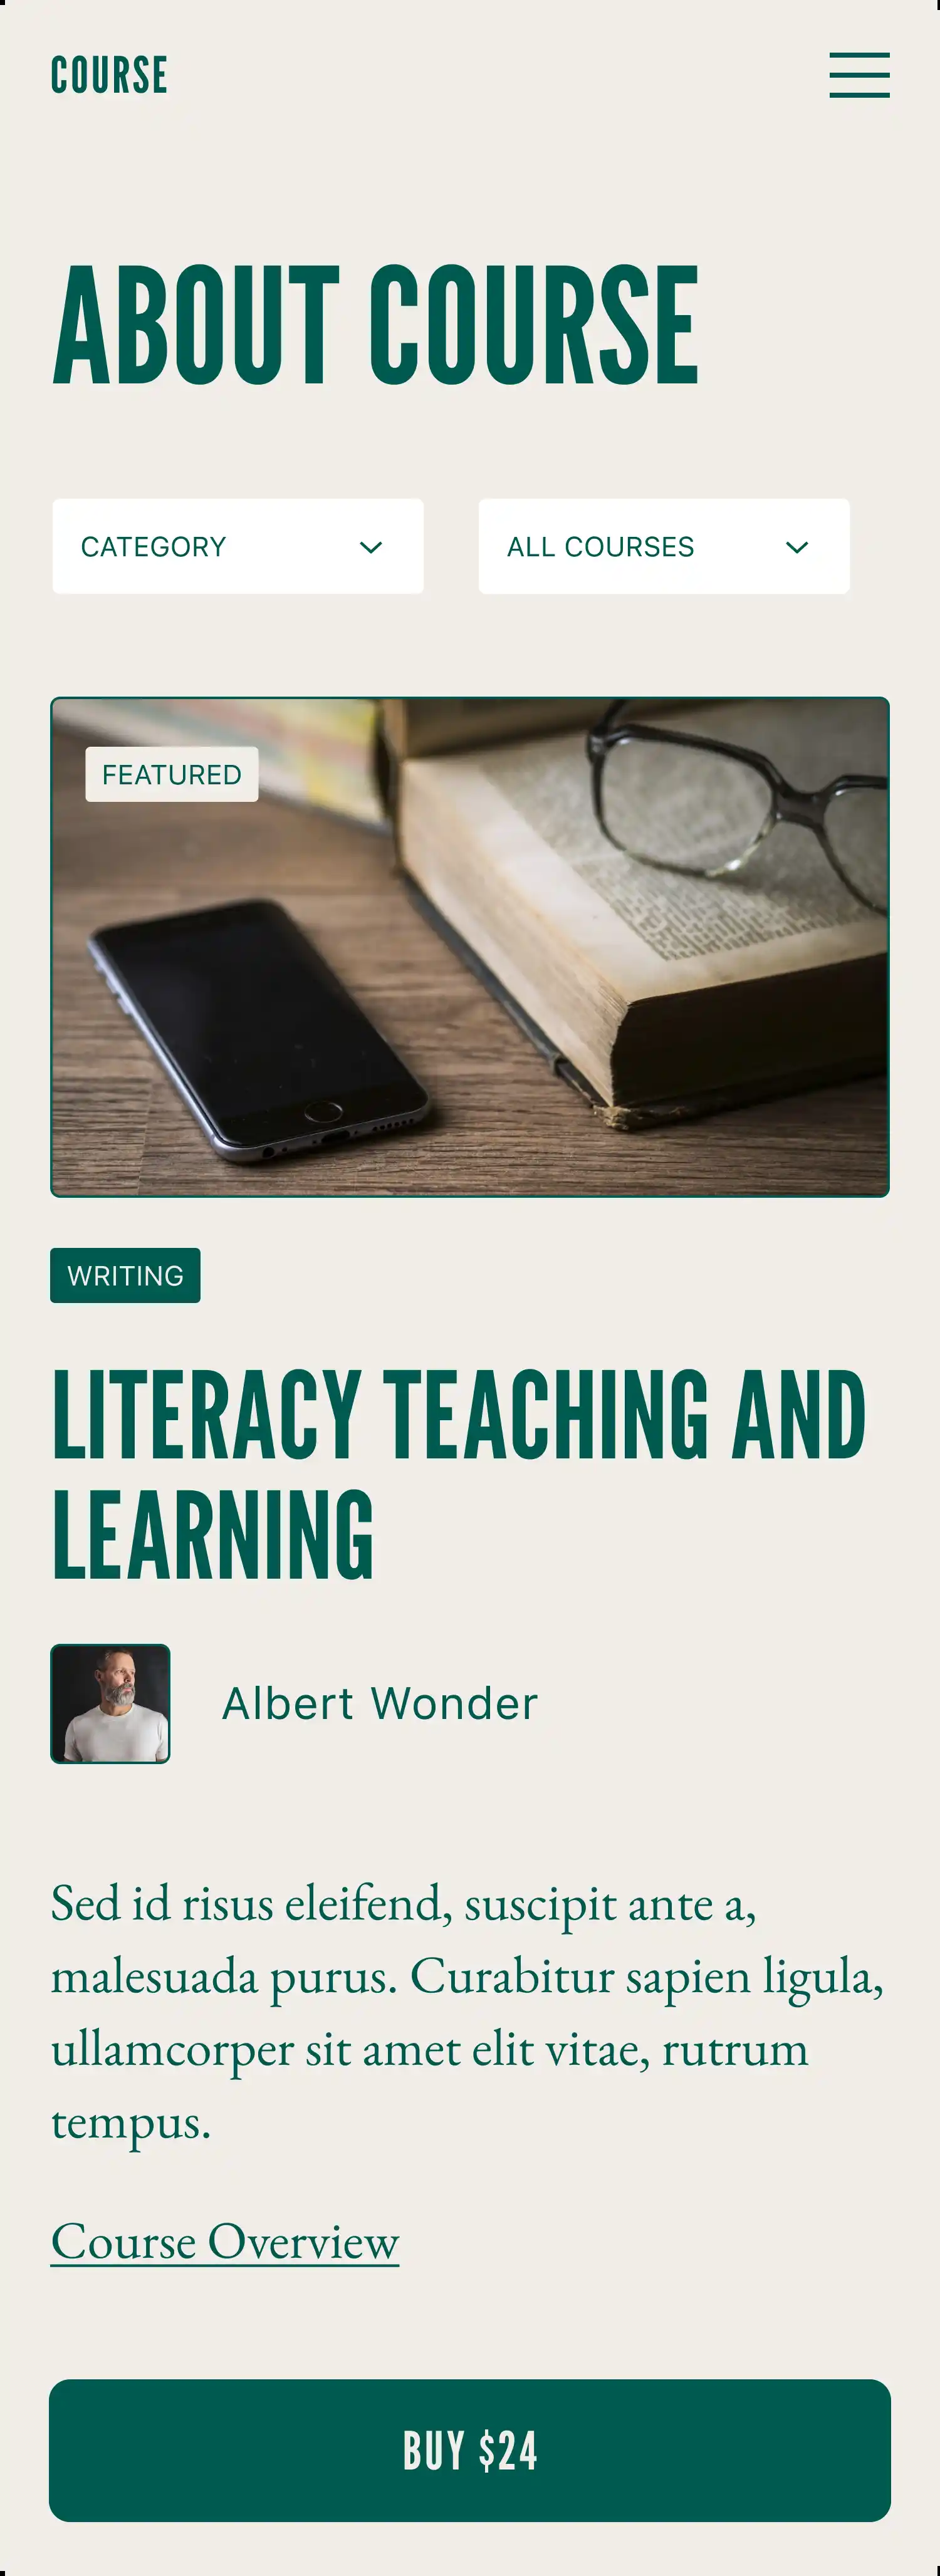 COURSE
ABOUT COURSE
CATEGORY
ALL COURSES
FEATURED
WRITING
LITERACY TEACHING AND
LEARNING
Albert Wonder
Sed id risus eleifend, suscipit ante a,
malesuada purus. Curabitur sapien ligula,
ullamcorper sit amet elit vitae, rutrum
tempus.
Course Overview
BUY $24